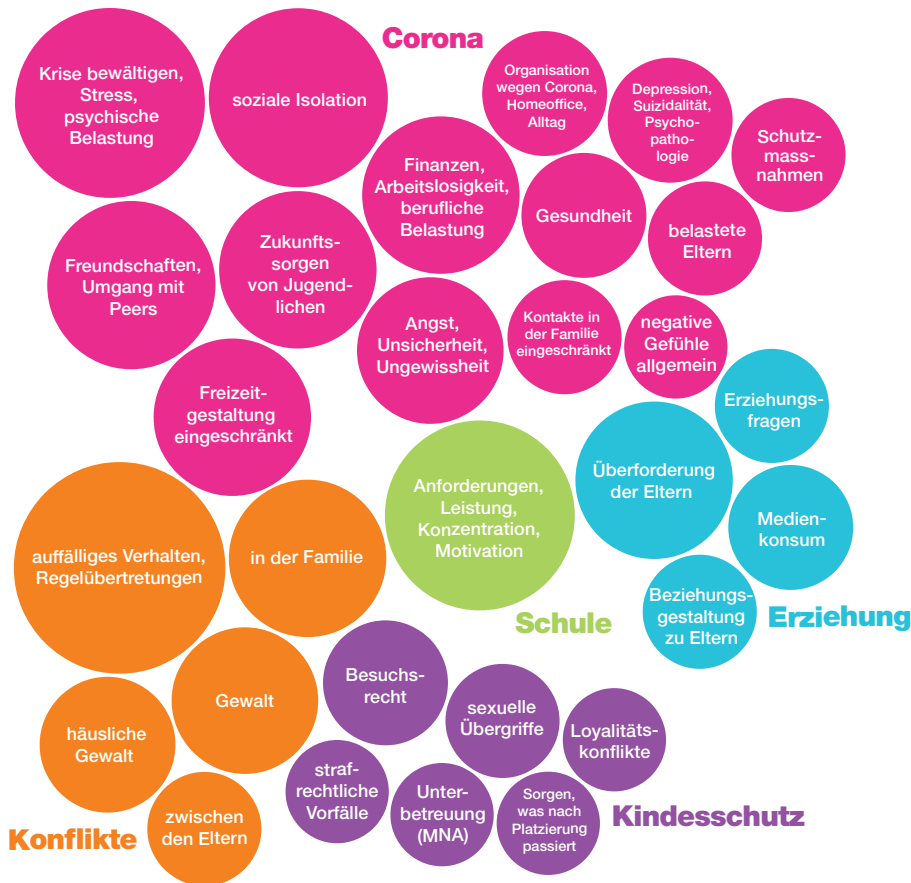 Corona
Krise bewältigen,
Stress,
psychische
Belastung
soziale Isolation
Organisation
wegen Corona,
Homeoffice,
Alltag
Depression,
Suizidalität,
Psycho-
patho-
logie
Schutz-
mass-
nahmen
Finanzen,
Arbeitslosigkeit,
berufliche
Belastung
Gesundheit
belastete
Eltern
Freundschaften,
Umgang mit
Peers
Zukunfts-
sorgen
von Jugend-
lichen
Angst,
Unsicherheit,
Ungewissheit
Kontakte in
der Familie
eingeschränkt
negative
Gefühle
allgemein
Freizeit-
gestaltung
eingeschränkt
Erziehungs-
fragen
Überforderung
der Eltern
Medien-
konsum
Beziehungs-
gestaltung
zu Eltern
Erziehung
Anforderungen,
Leistung,
Konzentration,
Motivation
Schule
auffälliges Verhalten,
Regelübertretungen
in der Familie
Gewalt
häusliche
Gewalt
zwischen
den Eltern
Konflikte
Besuchs-
recht
sexuelle
Übergriffe
Loyalitäts-
konflikte
straf-
rechtliche
Vorfälle
Unter-
betreuung
(MNA)
Sorgen,
was nach
Platzierung
passiert
Kindesschutz